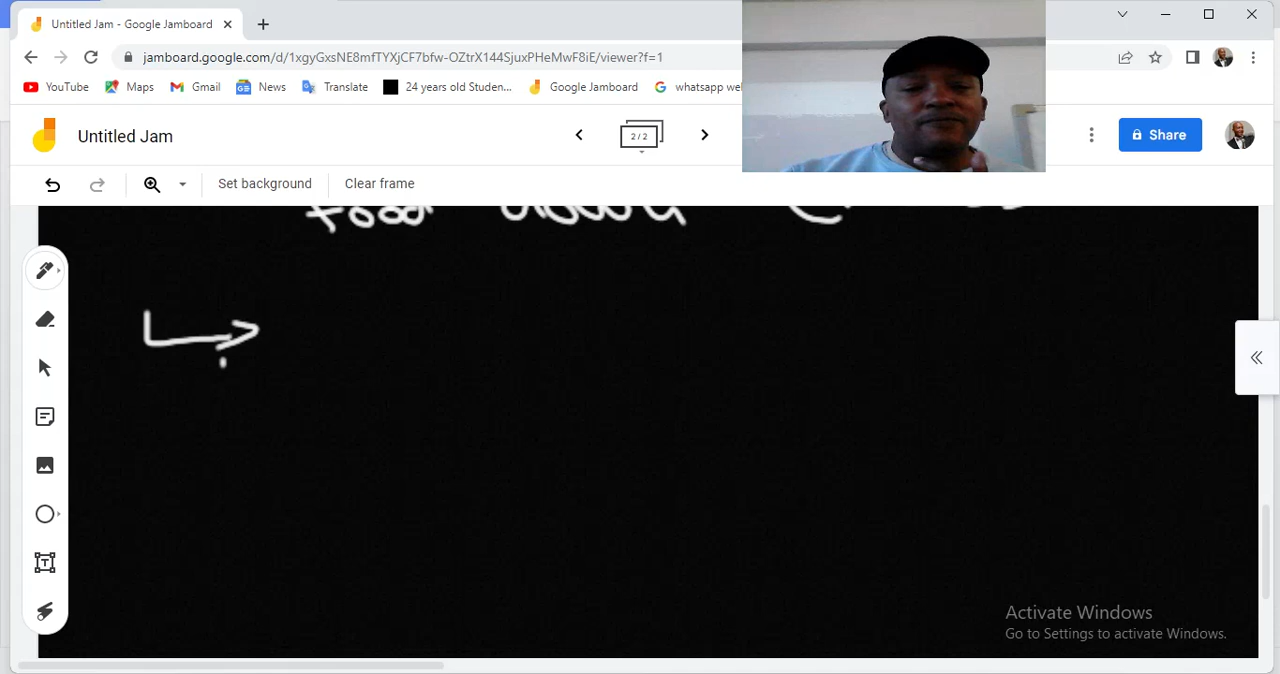 Untitled Jam - Google Jamboard
jamboard.google.com/d/1xgyGxsNE8mfTYXjCF7bfw-OZtrX144SjuxPHeMwF8iE/viewer?f=1
YouTube Maps Gmail News Translate 24 years old Studen... Google Jamboard whatsapp wel
Untitled Jam 2/2 Share
Set background Clear frame
food
Activate Windows
Go to Settings to activate Windows.